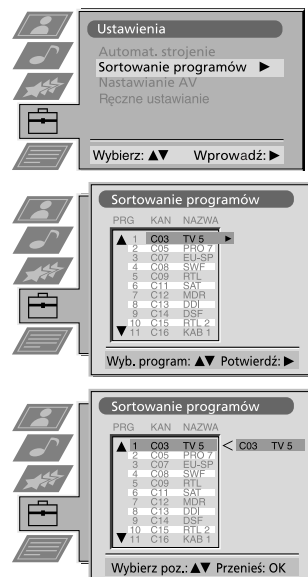 Ustawienia
Automat. strojenie
Sortowanie programów ▶
Nastawianie AV
Ręczne ustawianie
Wybierz: ▲▼ Wprowadź: ▶
Sortowanie programów
PRG KAN NAZWA
▲ 1 C03 TV 5 ▶
2 C05 PRO 7
3 C07 EU-SP
4 C08 SWF
5 C09 RTL
6 C11 SAT
7 C12 MDR
8 C13 DDI
9 C14 DSF
10 C15 RTL 2
▼ 11 C16 KAB 1
Wyb. program: ▲▼ Potwierdź: ▶
Sortowanie programów
PRG KAN NAZWA
▲ 1 C03 TV 5 < C03 TV 5
2 C05 PRO 7
3 C07 EU-SP
4 C08 SWF
5 C09 RTL
6 C11 SAT
7 C12 MDR
8 C13 DDI
9 C14 DSF
10 C15 RTL 2
▼ 11 C16 KAB 1
Wybierz poz.: ▲▼ Przenieś: OK